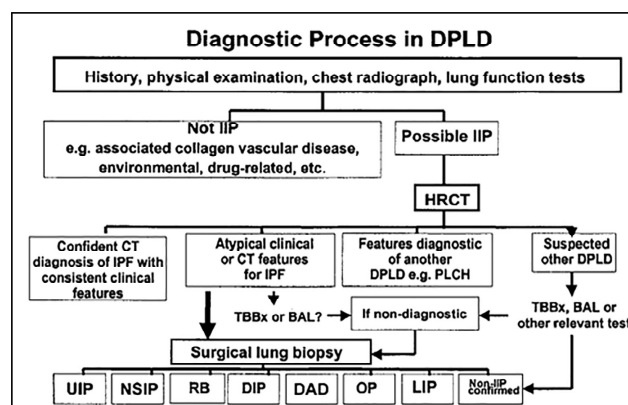 Diagnostic Process in DPLD
History, physical examination, chest radiograph, lung function tests
Not IIP
e.g. associated collagen vascular disease,
environmental, drug-related, etc.
Possible IIP
HRCT
Confident CT
diagnosis of IPF with
consistent clinical
features
Atypical clinical
or CT features
for IPF
Features diagnostic
of another
DPLD e.g. PLCH
Suspected
other DPLD
TBBx or BAL?
If non-diagnostic
TBBx, BAL or
other relevant test
Surgical lung biopsy
UIP
NSIP
RB
DIP
DAD
OP
LIP
Non-IIP
confirmed